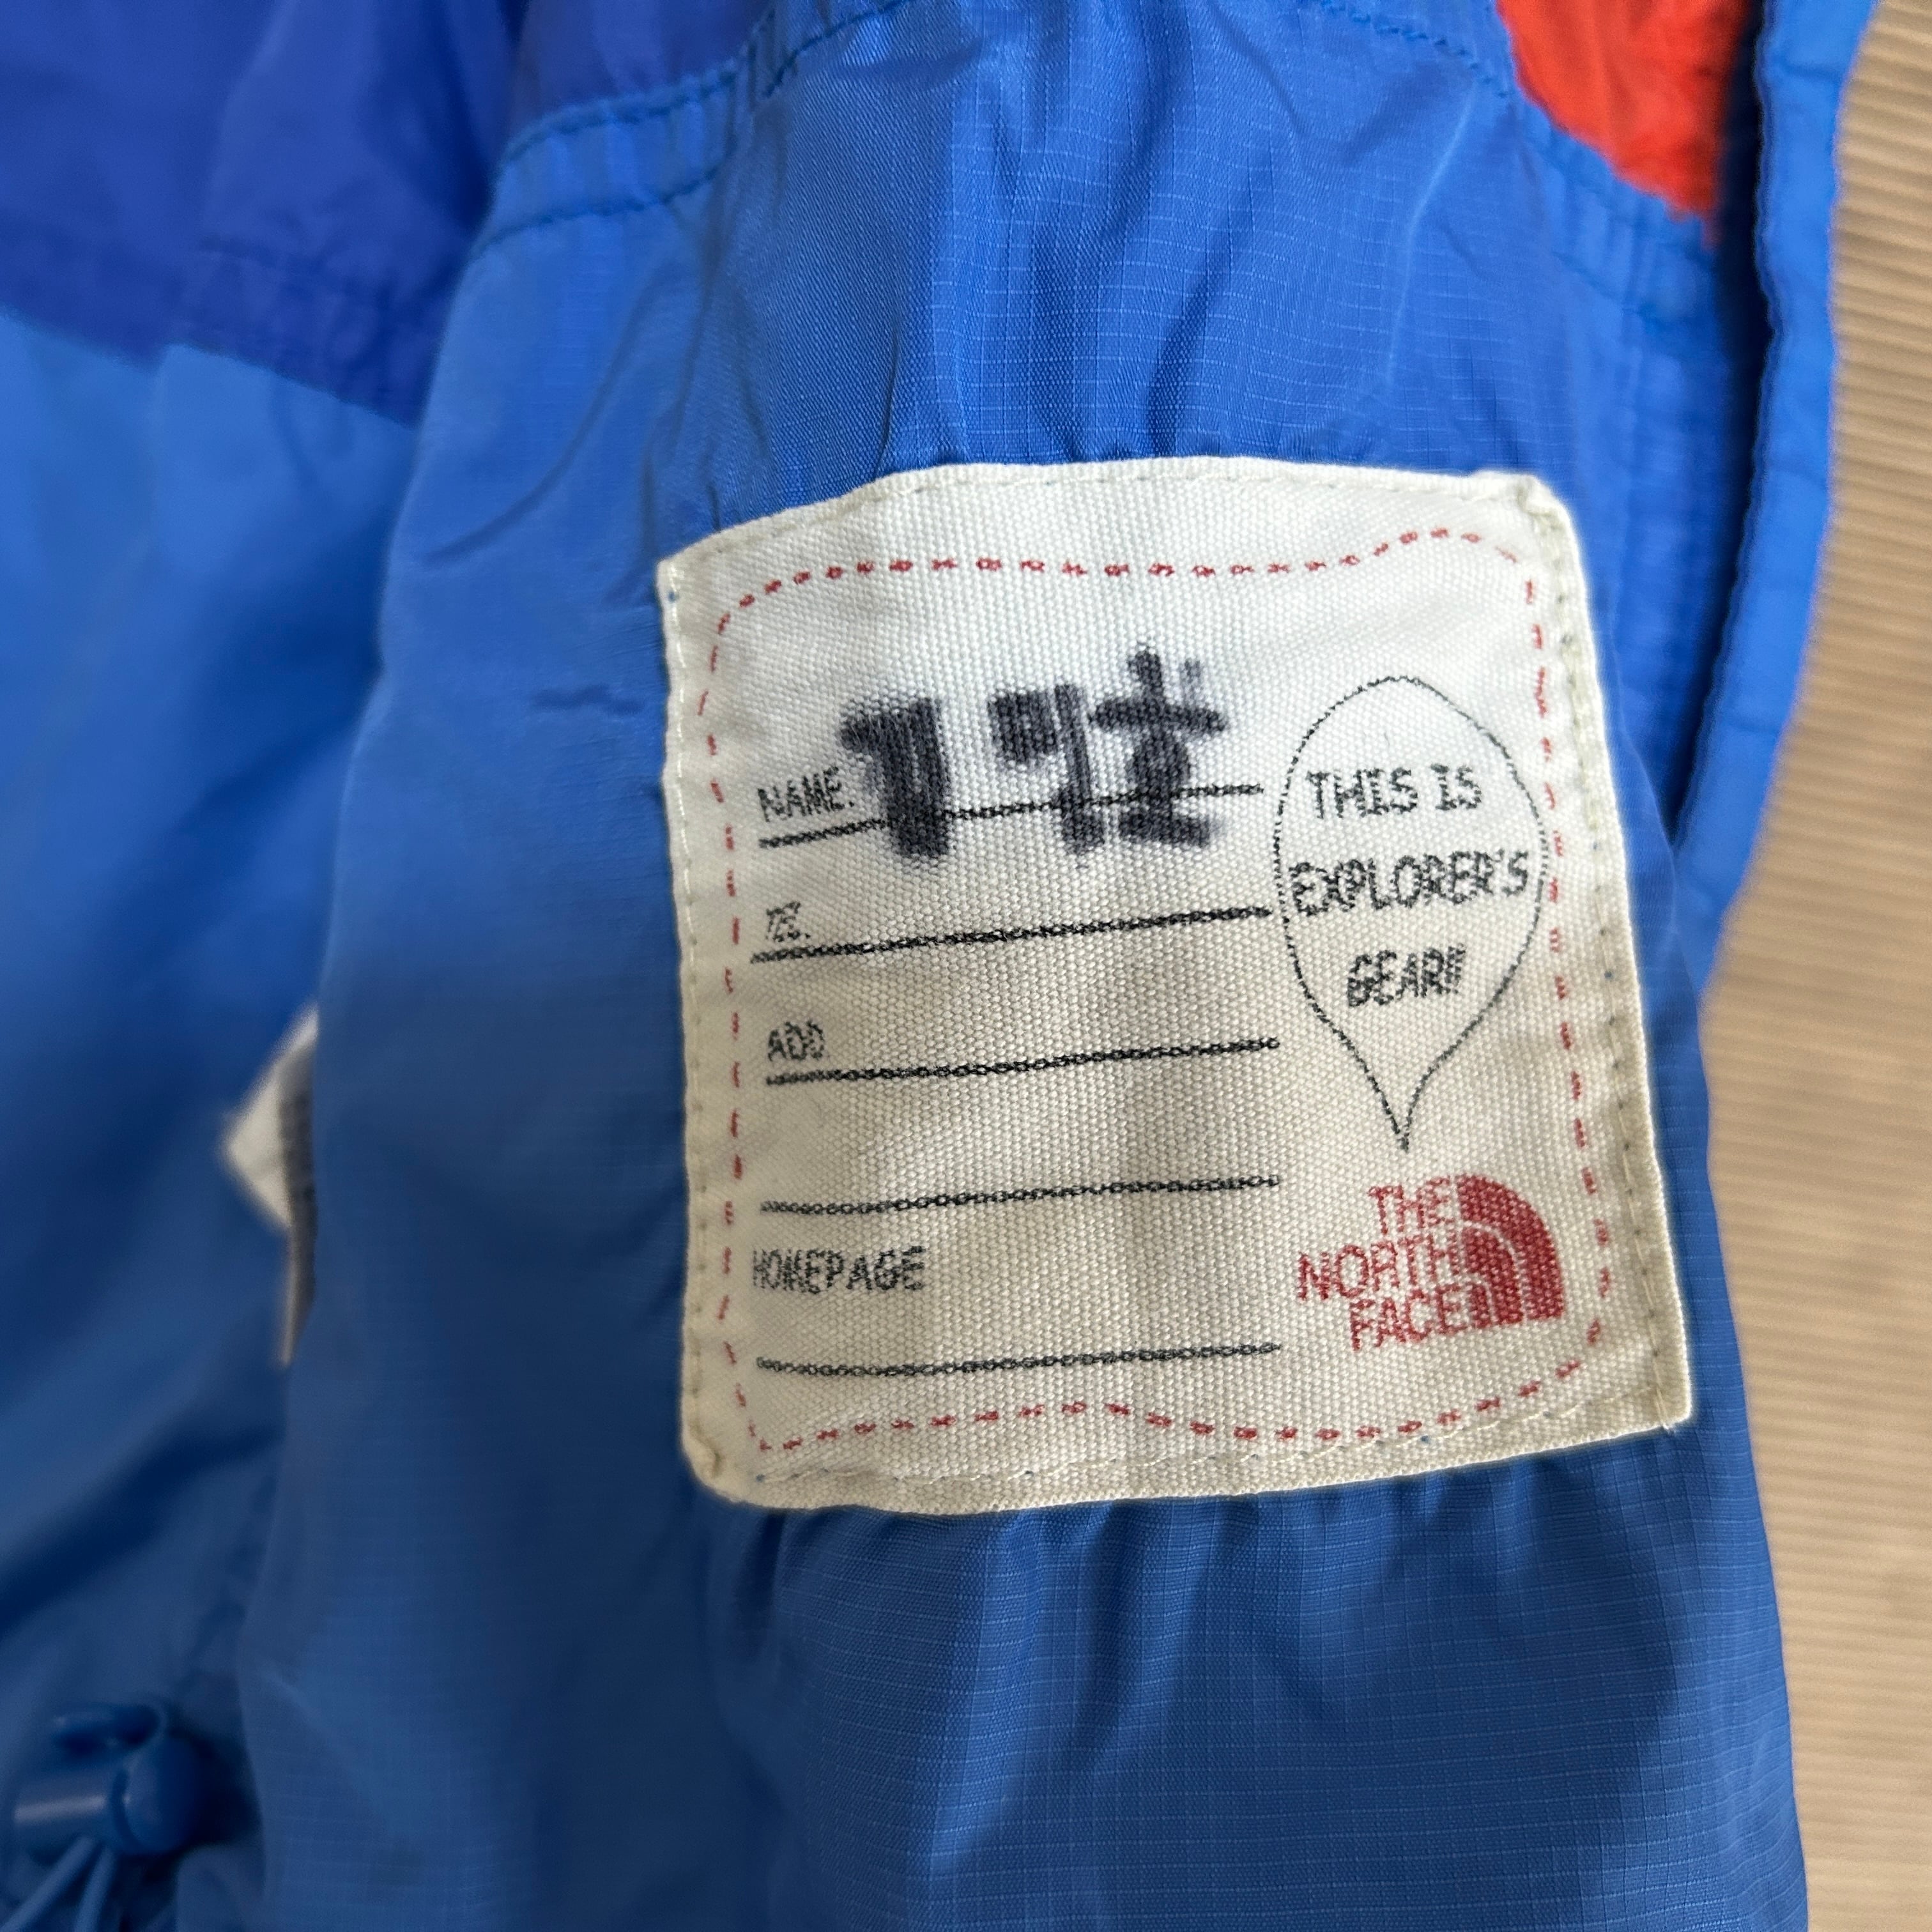 NAME.
TEL.
ADD.
HOMEPAGE
THIS IS
EXPLORER'S
GEAR!!
THE
NORTH
FACE